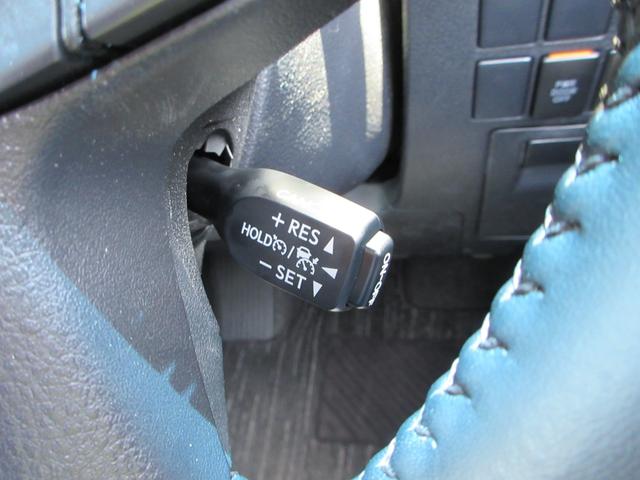 + RES
HOLD /
− SET
ON-OFF